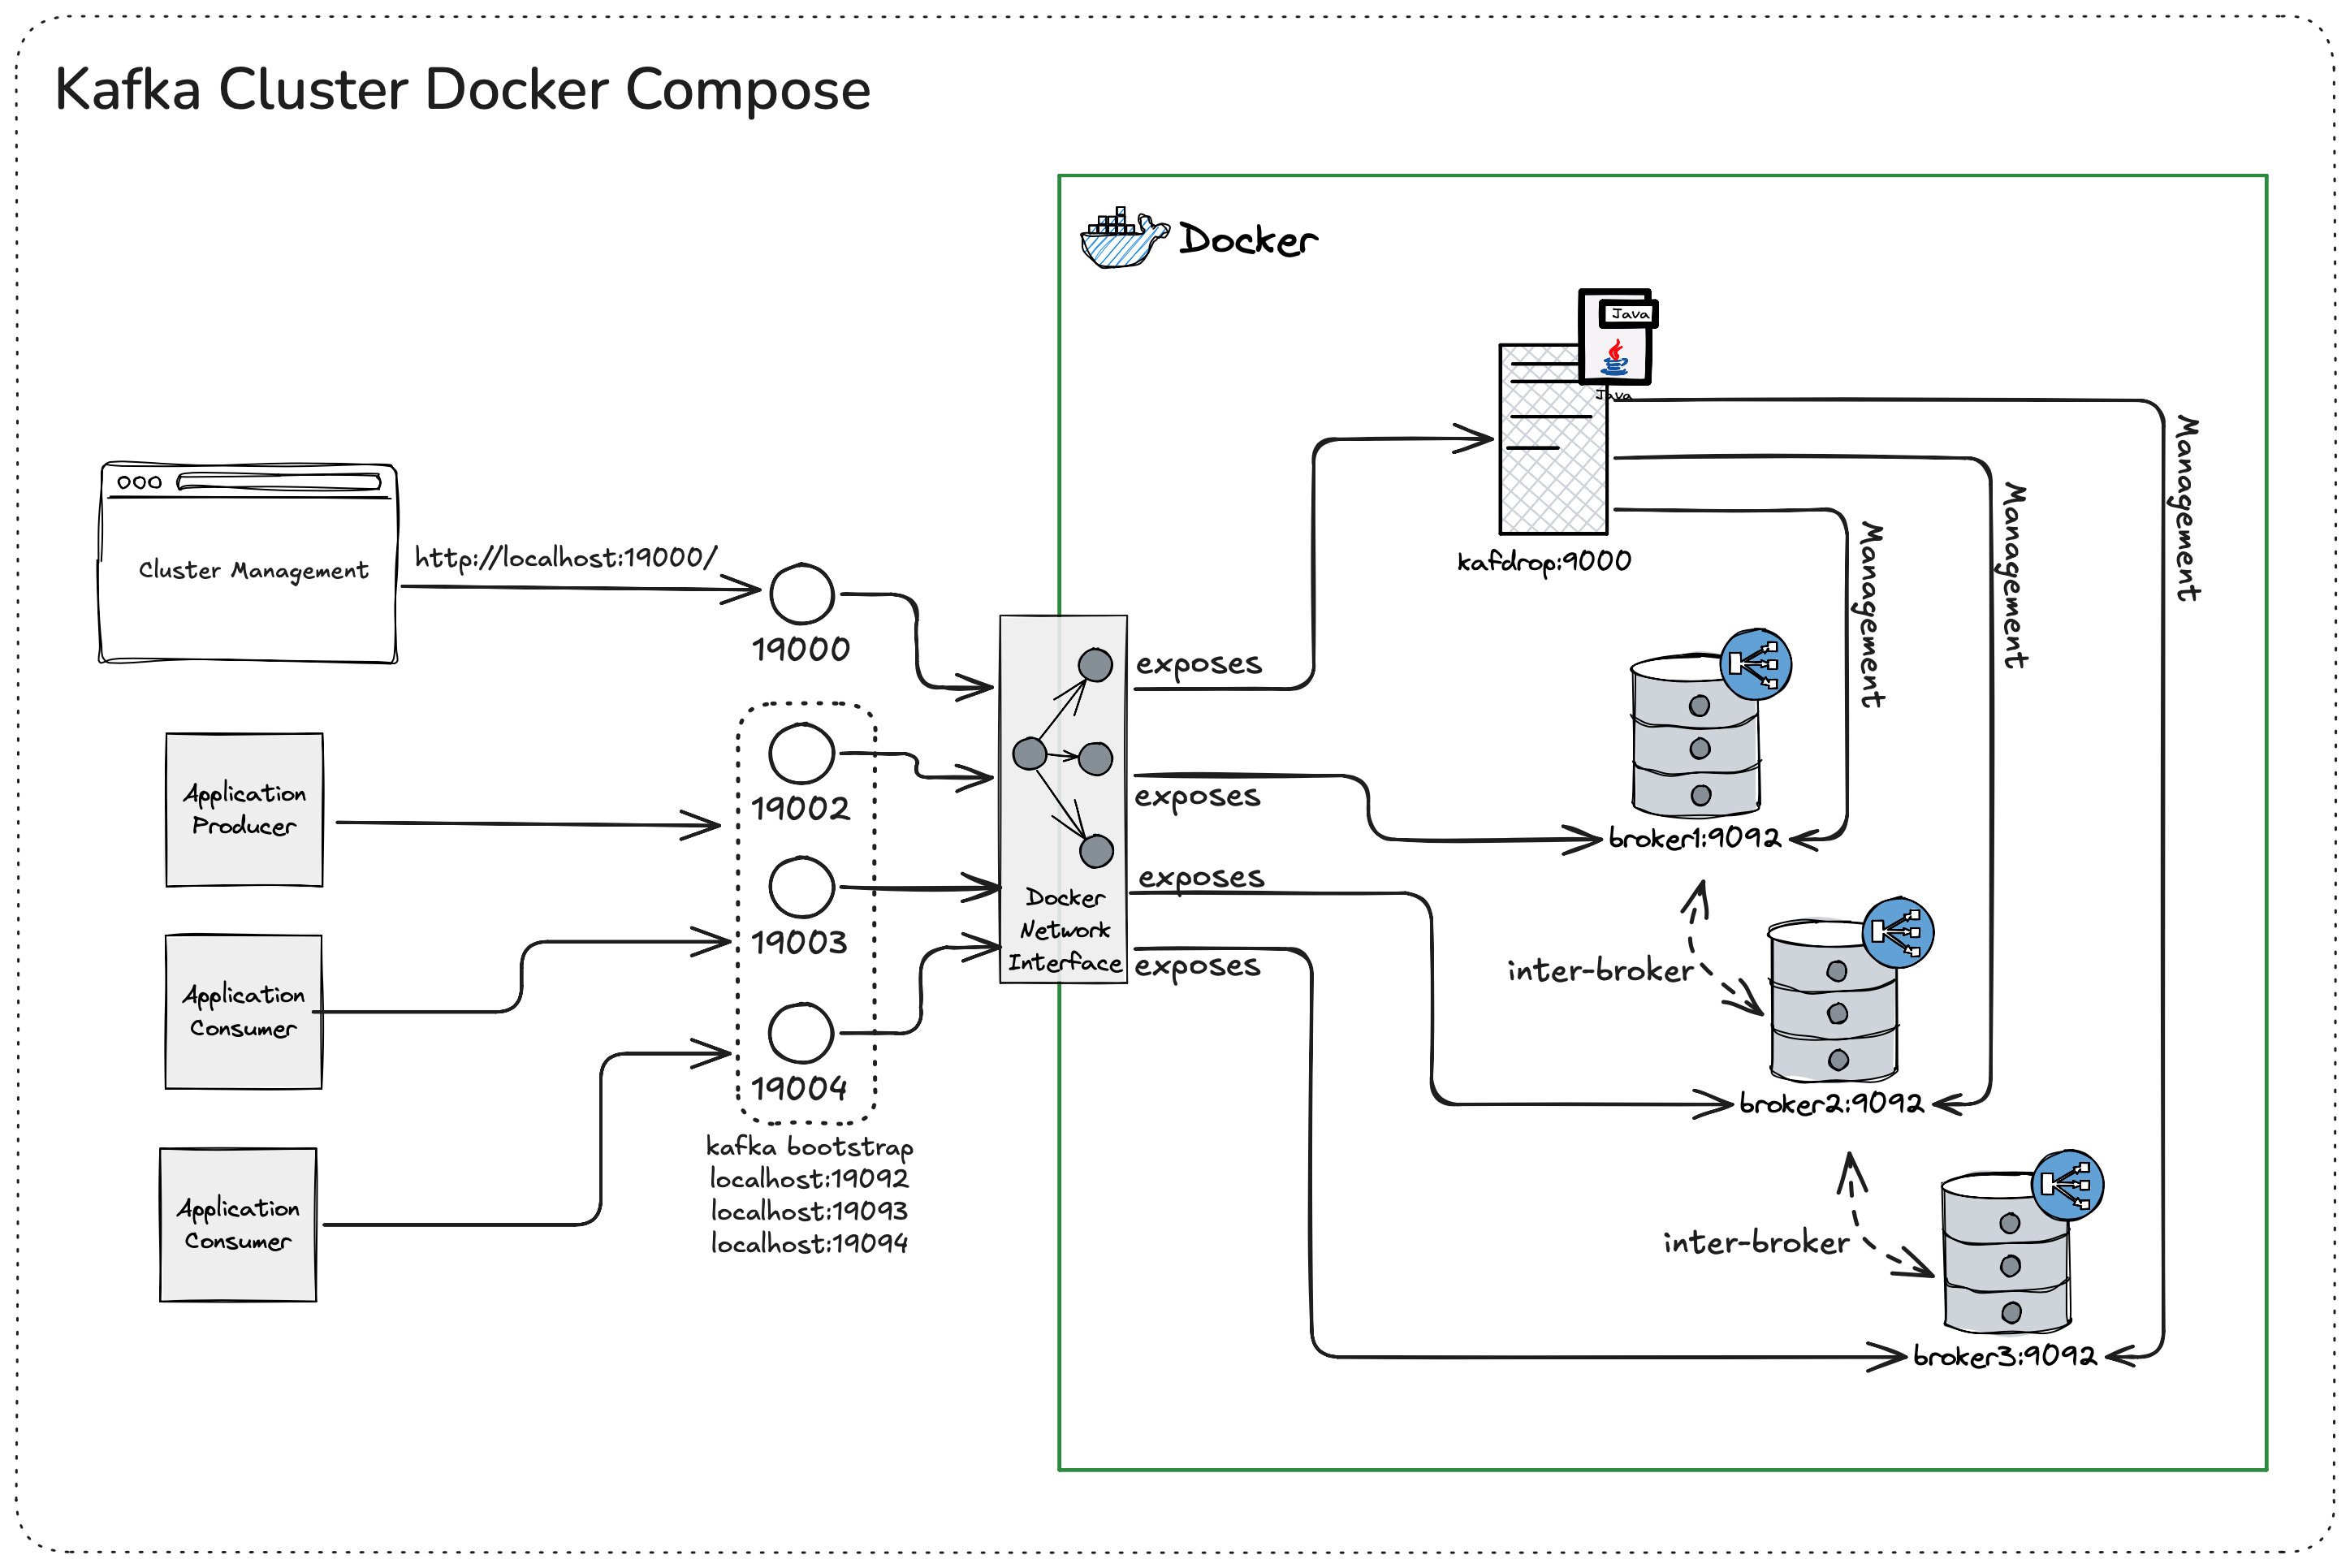 Kafka Cluster Docker Compose
Docker
Java
Java
kafdrop:9000
Management
Management
Management
Cluster Management
http://localhost:19000/
19000
exposes
Application
Producer
19002
exposes
broker1:9092
19003
exposes
Docker
Network
Interface
exposes
inter-broker
Application
Consumer
19004
broker2:9092
kafka bootstrap
localhost:19092
localhost:19093
localhost:19094
Application
Consumer
inter-broker
broker3:9092